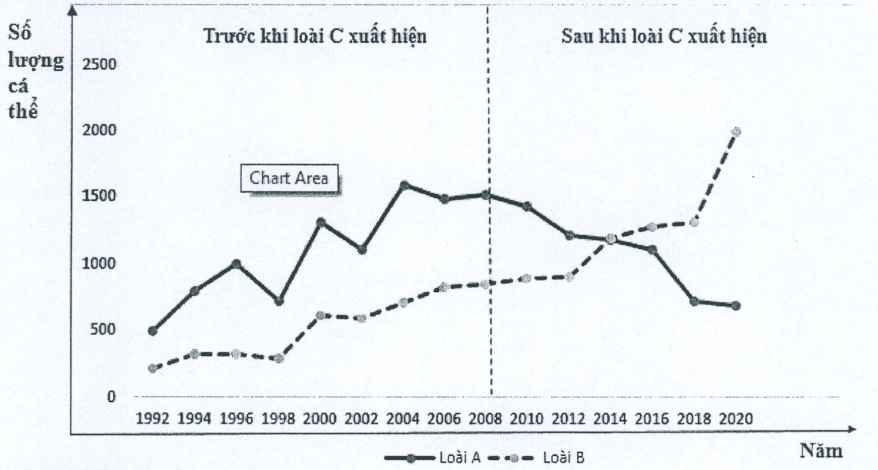 Số
lượng
cá
thể
Trước khi loài C xuất hiện
Sau khi loài C xuất hiện
2500
2000
1500
1000
500
0
Chart Area
1992 1994 1996 1998 2000 2002 2004 2006 2008 2010 2012 2014 2016 2018 2020
Năm
Loài A Loài B